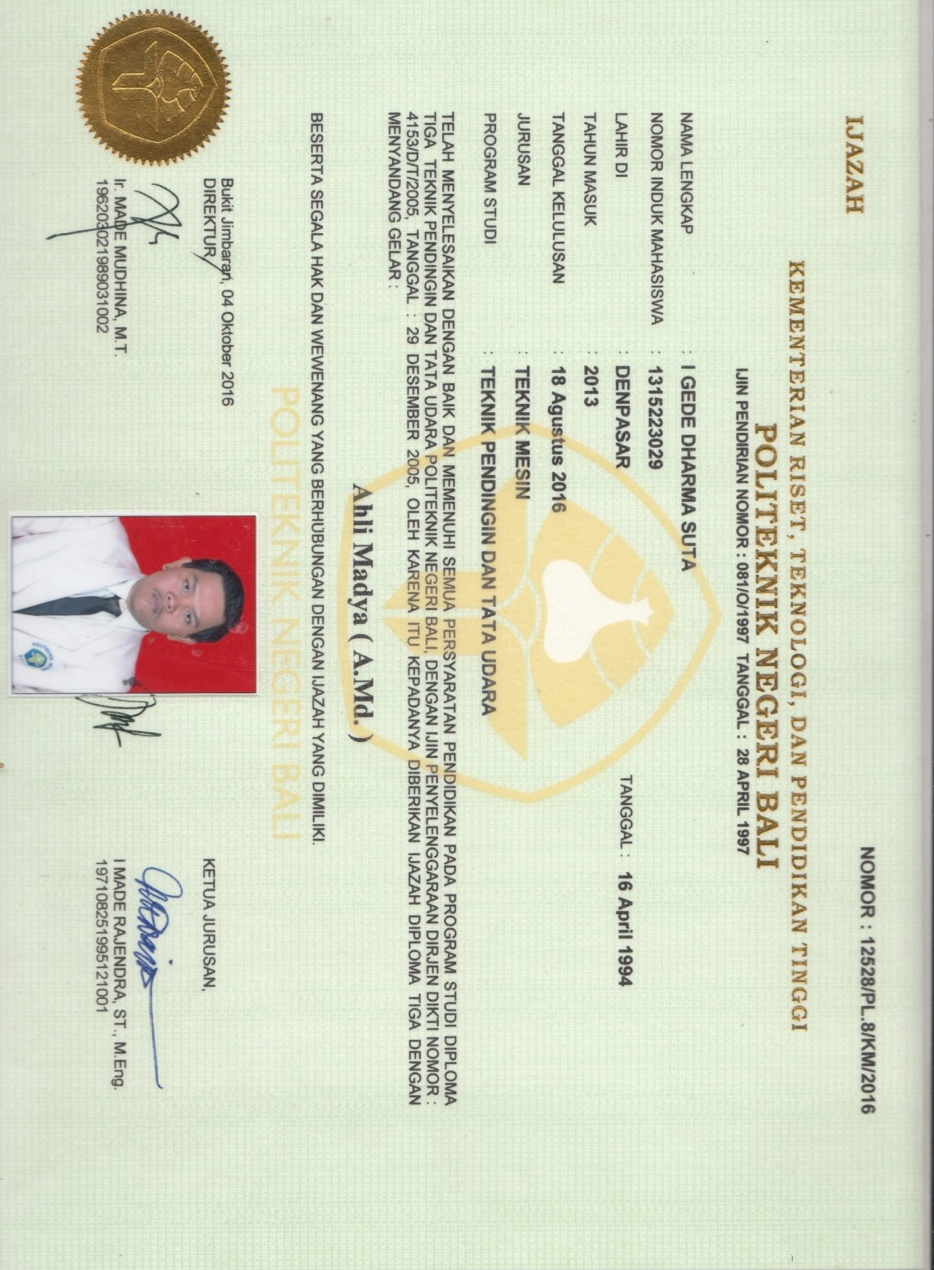 IJAZAH
NOMOR : 12528/PL.8/KM/2016
KEMENTERIAN RISET, TEKNOLOGI, DAN PENDIDIKAN TINGGI
POLITEKNIK NEGERI BALI
IJIN PENDIRIAN NOMOR : 081/O/1997 TANGGAL : 28 APRIL 1997
NAMA LENGKAP : I GEDE DHARMA SUTA
NOMOR INDUK MAHASISWA : 1315223029
LAHIR DI : DENPASAR TANGGAL : 16 April 1994
TAHUN MASUK : 2013
TANGGAL KELULUSAN : 18 Agustus 2016
JURUSAN : TEKNIK MESIN
PROGRAM STUDI : TEKNIK PENDINGIN DAN TATA UDARA
TELAH MENYELESAIKAN DENGAN BAIK DAN MEMENUHI SEMUA PERSYARATAN PENDIDIKAN PADA PROGRAM STUDI DIPLOMA
TIGA TEKNIK PENDINGIN DAN TATA UDARA POLITEKNIK NEGERI BALI, DENGAN IJIN PENYELENGGARAAN DIRJEN DIKTI NOMOR :
4153/D/T/2005, TANGGAL : 29 DESEMBER 2005, OLEH KARENA ITU KEPADANYA DIBERIKAN IJAZAH DIPLOMA TIGA DENGAN
MENYANDANG GELAR :
Ahli Madya ( A.Md. )
BESERTA SEGALA HAK DAN WEWENANG YANG BERHUBUNGAN DENGAN IJAZAH YANG DIMILIKI.
POLITEKNIK NEGERI BALI
Bukit Jimbaran, 04 Oktober 2016
DIREKTUR,
Ir. MADE MUDHINA, M.T.
196203021989031002
KETUA JURUSAN,
I MADE RAJENDRA, ST., M.Eng.
197108251995121001